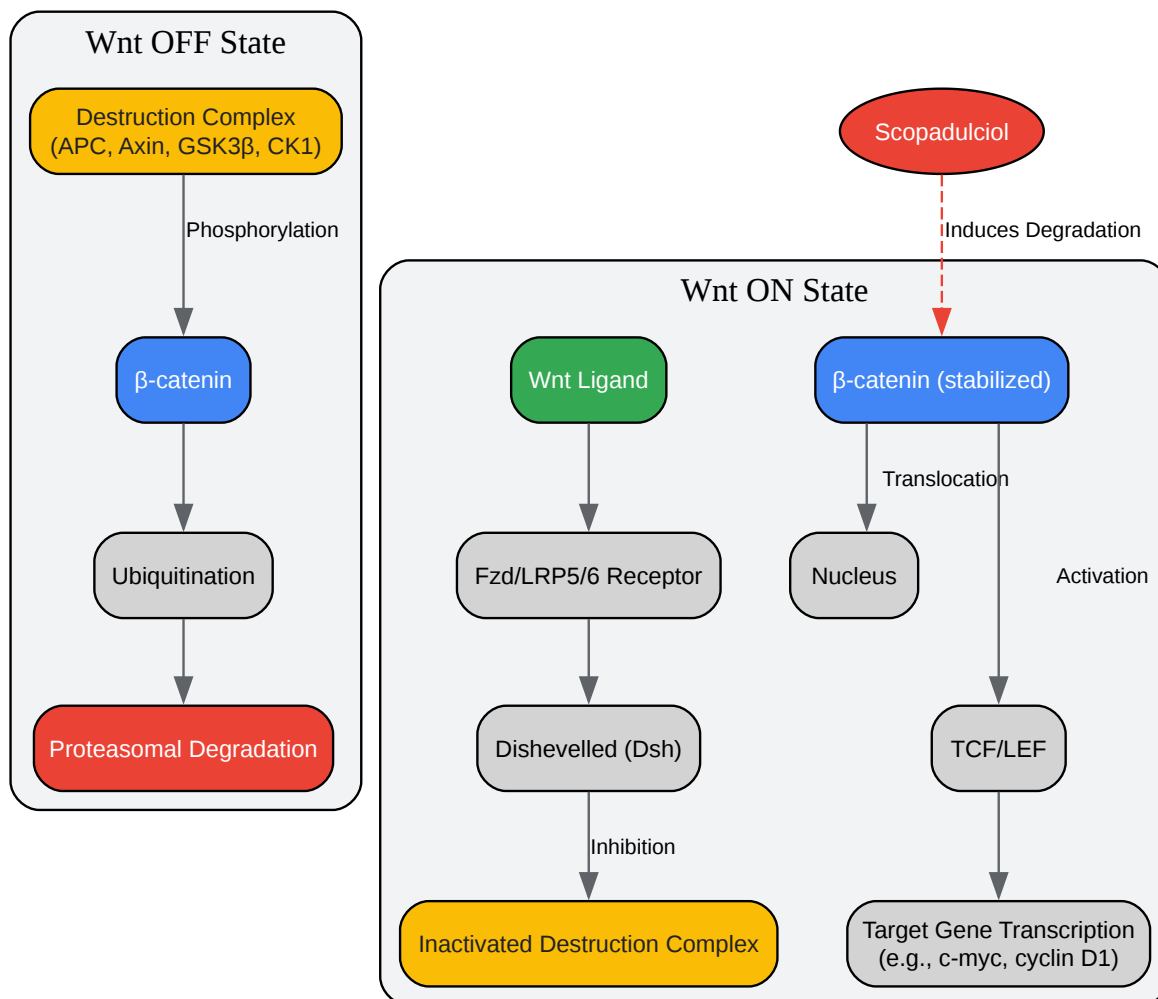 Wnt OFF State
Destruction Complex
(APC, Axin, GSK3β, CK1)
Phosphorylation
β-catenin
Ubiquitination
Proteasomal Degradation
Scopadulciol
Induces Degradation
Wnt ON State
Wnt Ligand
β-catenin (stabilized)
Translocation
Fzd/LRP5/6 Receptor
Nucleus
Activation
Dishevelled (Dsh)
TCF/LEF
Inhibition
Inactivated Destruction Complex
Target Gene Transcription
(e.g., c-myc, cyclin D1)